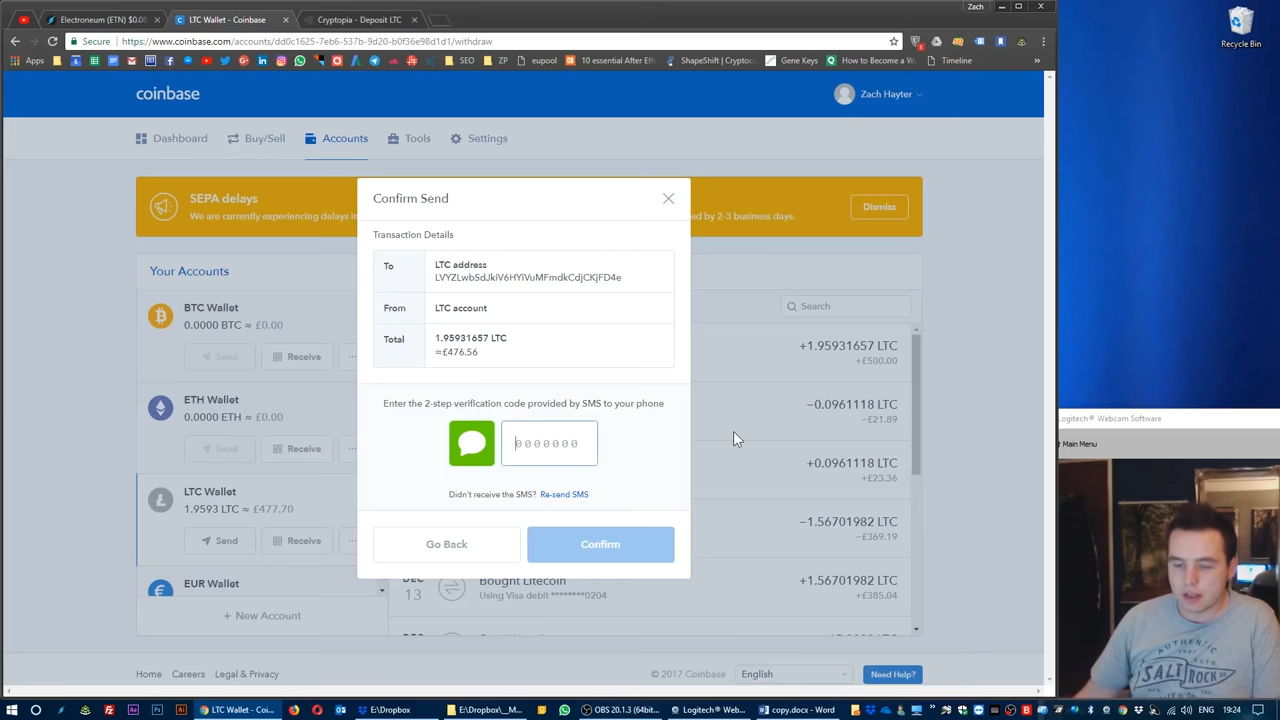 Zach
Electroneum (ETN) $0.08
LTC Wallet - Coinbase
Cryptopia - Deposit LTC
Secure
https://www.coinbase.com/accounts/dd0c1625-7eb6-537b-9d20-b0f36e98d1d1/withdraw
Apps
SEO
ZP
eupool
10 essential After Eff
ShapeShift | Cryptoc
Gene Keys
How to Become a W
Timeline
Recycle Bin
coinbase
Zach Hayter
Dashboard
Buy/Sell
Accounts
Tools
Settings
SEPA delays
We are currently experiencing delays in
ed by 2-3 business days.
Dismiss
Your Accounts
BTC Wallet
0.0000 BTC ≈ £0.00
Send
Receive
ETH Wallet
0.0000 ETH ≈ £0.00
Send
Receive
LTC Wallet
1.9593 LTC ≈ £477.70
Send
Receive
EUR Wallet
+ New Account
Confirm Send
Transaction Details
To
LTC address
LVYZLwbSdJkiV6HYiVuMFmdkCdjCKjFD4e
From
LTC account
Total
1.95931657 LTC
≈£476.56
Enter the 2-step verification code provided by SMS to your phone
0000000
Didn't receive the SMS? Re-send SMS
Go Back
Confirm
Search
+1.95931657 LTC
+£500.00
−0.0961118 LTC
−£21.89
+0.0961118 LTC
+£23.36
−1.56701982 LTC
−£369.19
DEC
13
Bought Litecoin
Using Visa debit ********0204
+1.56701982 LTC
+£385.04
Home
Careers
Legal & Privacy
© 2017 Coinbase
English
Need Help?
Logitech® Webcam Software
Main Menu
AUTHENTIC
SALT ROCK
LTC Wallet - Coi...
E:\Dropbox
E:\Dropbox\_M...
OBS 20.1.3 (64bit...
Logitech® Web...
copy.docx - Word
19:24